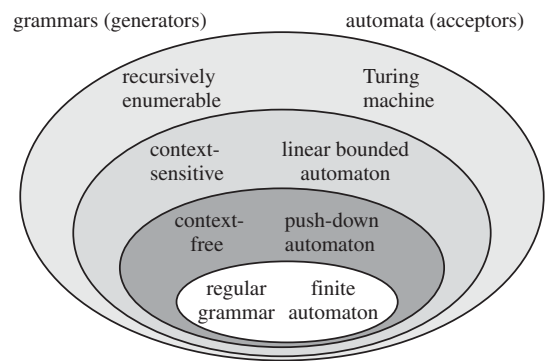 grammars (generators) automata (acceptors)
recursively Turing
enumerable machine
context- linear bounded
sensitive automaton
context- push-down
free automaton
regular finite
grammar automaton